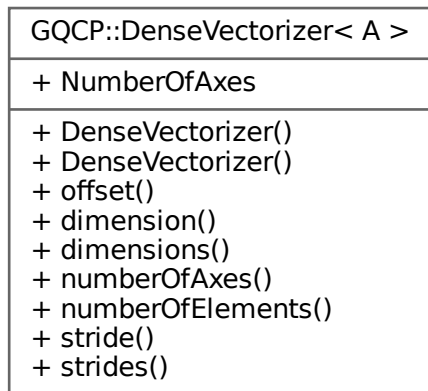 GQCP::DenseVectorizer< A >
+ NumberOfAxes
+ DenseVectorizer()
+ DenseVectorizer()
+ offset()
+ dimension()
+ dimensions()
+ numberOfAxes()
+ numberOfElements()
+ stride()
+ strides()